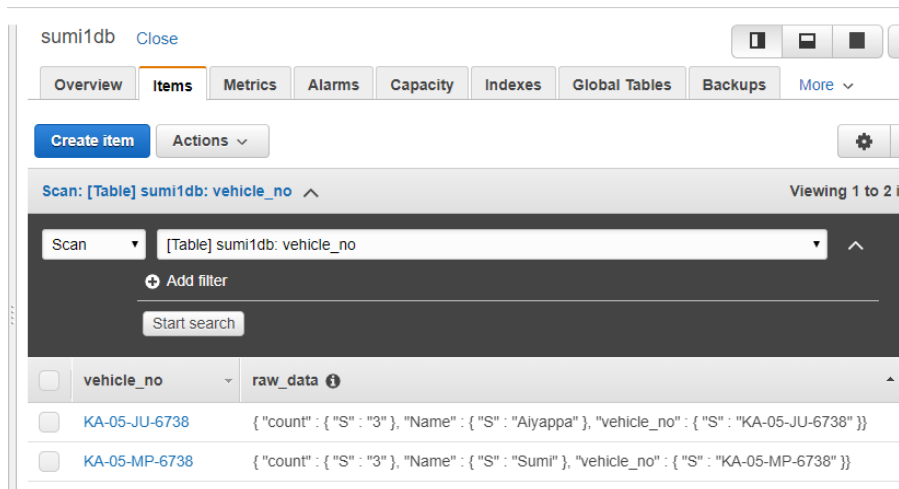 sumi1db Close
Overview Items Metrics Alarms Capacity Indexes Global Tables Backups More
Create item Actions
Scan: [Table] sumi1db: vehicle_no Viewing 1 to 2 i
Scan [Table] sumi1db: vehicle_no
Add filter
Start search
vehicle_no raw_data
KA-05-JU-6738 { "count" : { "S" : "3" }, "Name" : { "S" : "Aiyappa" }, "vehicle_no" : { "S" : "KA-05-JU-6738" }}
KA-05-MP-6738 { "count" : { "S" : "3" }, "Name" : { "S" : "Sumi" }, "vehicle_no" : { "S" : "KA-05-MP-6738" }}